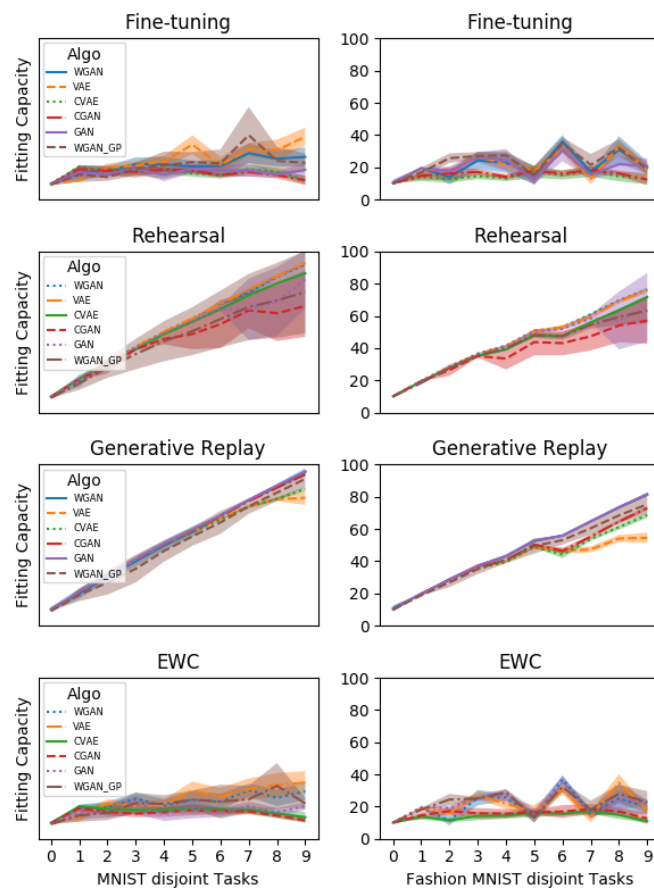 Fine-tuning
Fine-tuning
Fitting Capacity
Algo
WGAN
VAE
CVAE
CGAN
GAN
WGAN_GP
100
80
60
40
20
0
Rehearsal
Rehearsal
Fitting Capacity
Algo
WGAN
VAE
CVAE
CGAN
GAN
WGAN_GP
100
80
60
40
20
0
Generative Replay
Generative Replay
Fitting Capacity
Algo
WGAN
VAE
CVAE
CGAN
GAN
WGAN_GP
100
80
60
40
20
0
EWC
EWC
Fitting Capacity
Algo
WGAN
VAE
CVAE
CGAN
GAN
WGAN_GP
100
80
60
40
20
0
0 1 2 3 4 5 6 7 8 9
0 1 2 3 4 5 6 7 8 9
MNIST disjoint Tasks
Fashion MNIST disjoint Tasks